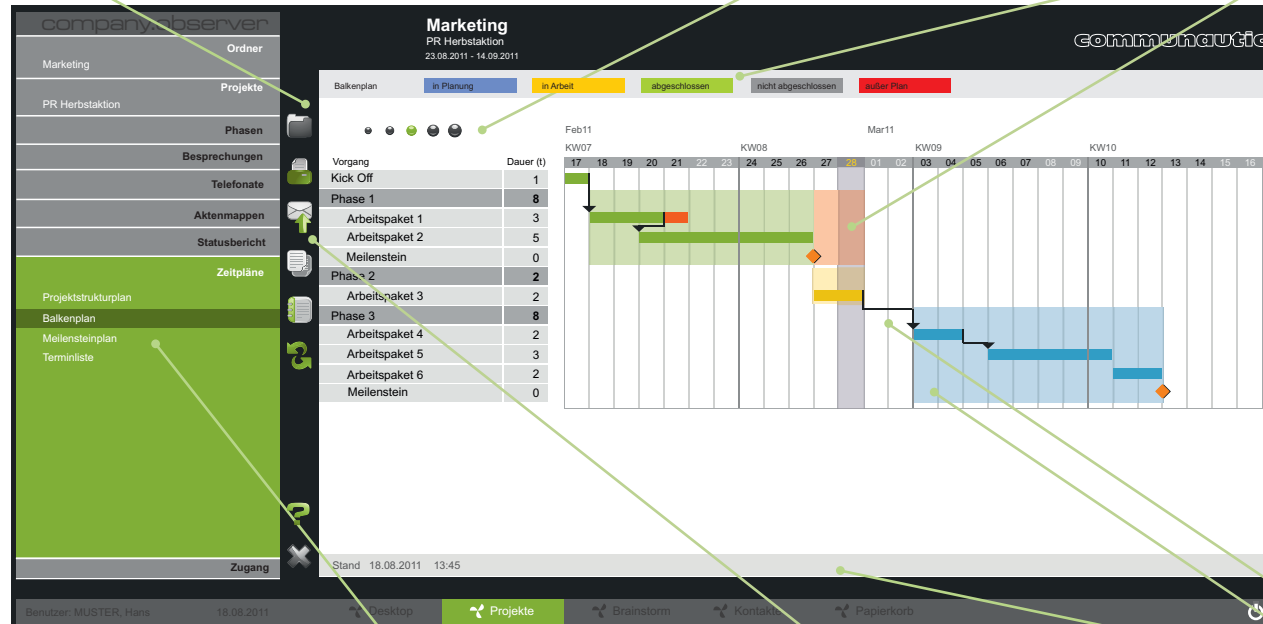 company.observer
Marketing
PR Herbstaktion
23.08.2011 - 14.09.2011
communautic
Ordner
Marketing
Projekte
PR Herbstaktion
Phasen
Besprechungen
Telefonate
Aktenmappen
Statusbericht
Zeitpläne
Projektstrukturplan
Balkenplan
Meilensteinplan
Terminliste
Zugang
Balkenplan in Planung in Arbeit abgeschlossen nicht abgeschlossen außer Plan
Feb11 Mar11
KW07 KW08 KW09 KW10
Vorgang Dauer (t) 17 18 19 20 21 22 23 24 25 26 27 28 01 02 03 04 05 06 07 08 09 10 11 12 13 14 15 16
Kick Off 1
Phase 1 8
Arbeitspaket 1 3
Arbeitspaket 2 5
Meilenstein 0
Phase 2 2
Arbeitspaket 3 2
Phase 3 8
Arbeitspaket 4 2
Arbeitspaket 5 3
Arbeitspaket 6 2
Meilenstein 0
Stand 18.08.2011 13:45
Benutzer: MUSTER, Hans 18.08.2011 Desktop Projekte Brainstorm Kontakte Papierkorb